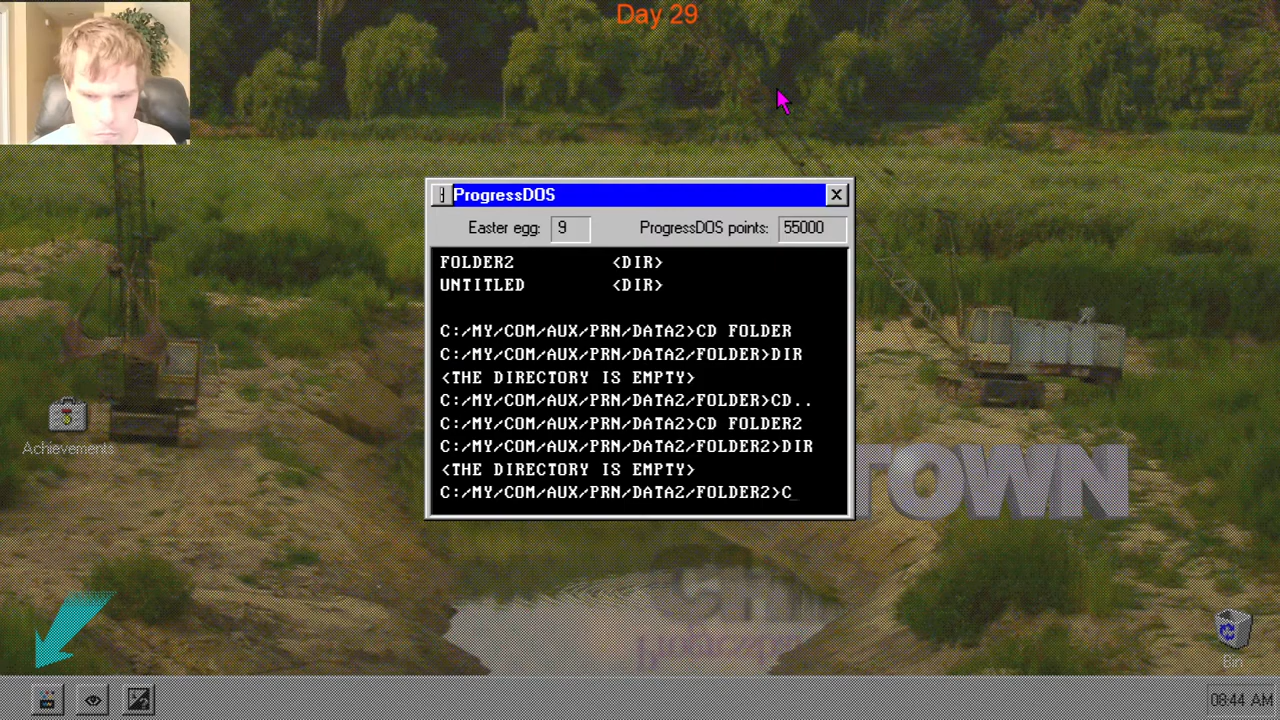 Day 29
ProgressDOS
Easter egg: 9 ProgressDOS points: 55000
FOLDER2 <DIR>
UNTITLED <DIR>
C:/MY/COM/AUX/PRN/DATA2>CD FOLDER
C:/MY/COM/AUX/PRN/DATA2/FOLDER>DIR
<THE DIRECTORY IS EMPTY>
C:/MY/COM/AUX/PRN/DATA2/FOLDER>CD..
C:/MY/COM/AUX/PRN/DATA2>CD FOLDER2
C:/MY/COM/AUX/PRN/DATA2/FOLDER2>DIR
<THE DIRECTORY IS EMPTY>
C:/MY/COM/AUX/PRN/DATA2/FOLDER2>C_
Achievements
TOWN
Bin
08:44 AM